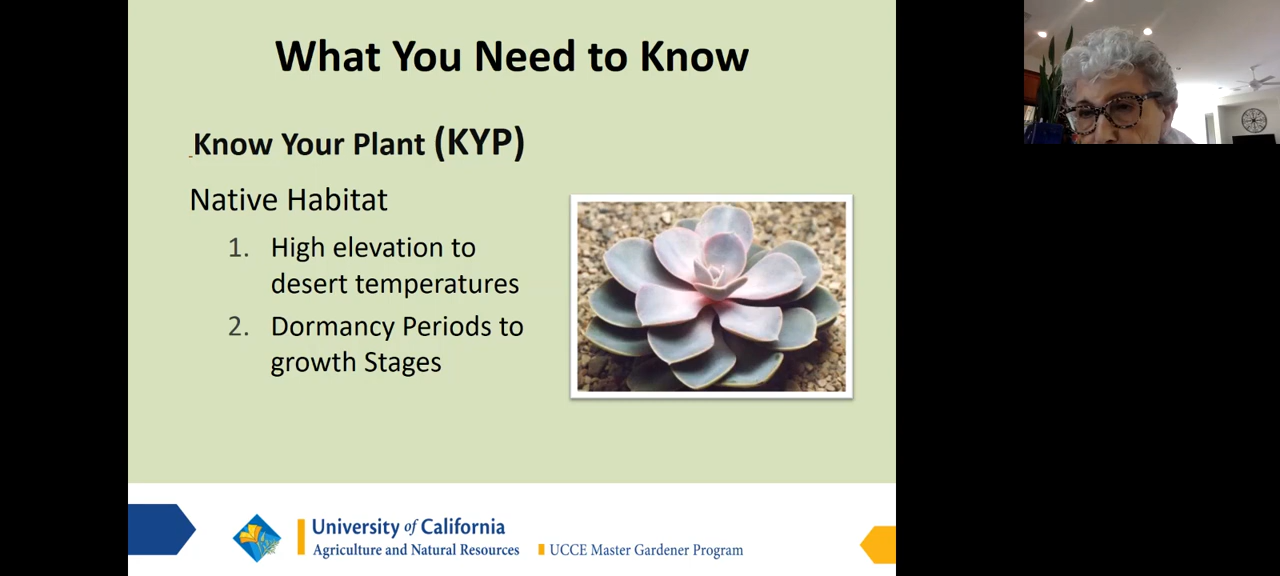 What You Need to Know
Know Your Plant (KYP)
Native Habitat
1. High elevation to
desert temperatures
2. Dormancy Periods to
growth Stages
University of California
Agriculture and Natural Resources
UCCE Master Gardener Program